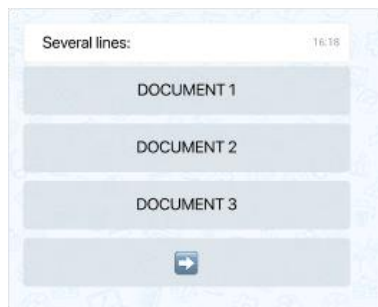 Several lines:
16:18
DOCUMENT 1
DOCUMENT 2
DOCUMENT 3
➡️